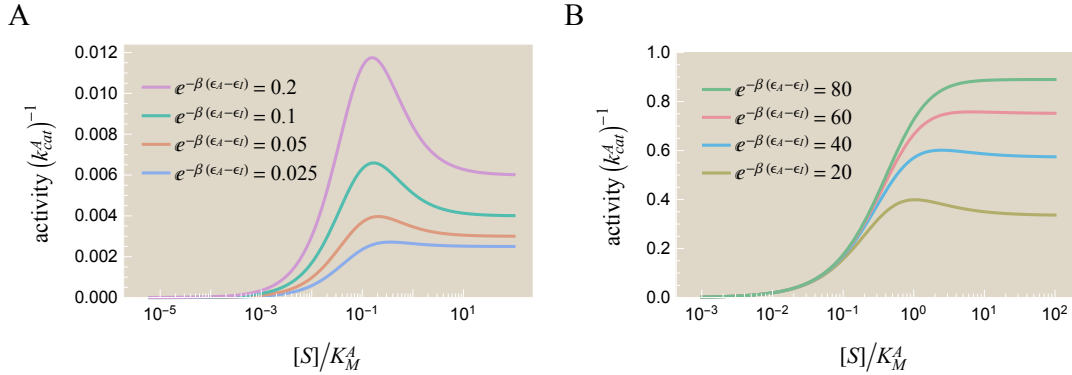 A
0.012
0.010
0.008
0.006
0.004
0.002
0.000
activity (k_cat^A)^-1
e^-β (ϵ_A-ϵ_I) = 0.2
e^-β (ϵ_A-ϵ_I) = 0.1
e^-β (ϵ_A-ϵ_I) = 0.05
e^-β (ϵ_A-ϵ_I) = 0.025
10^-5
10^-3
10^-1
10^1
[S]/K_M^A
B
1.0
0.8
0.6
0.4
0.2
0.0
activity (k_cat^A)^-1
e^-β (ϵ_A-ϵ_I) = 80
e^-β (ϵ_A-ϵ_I) = 60
e^-β (ϵ_A-ϵ_I) = 40
e^-β (ϵ_A-ϵ_I) = 20
10^-3
10^-2
10^-1
10^0
10^1
10^2
[S]/K_M^A